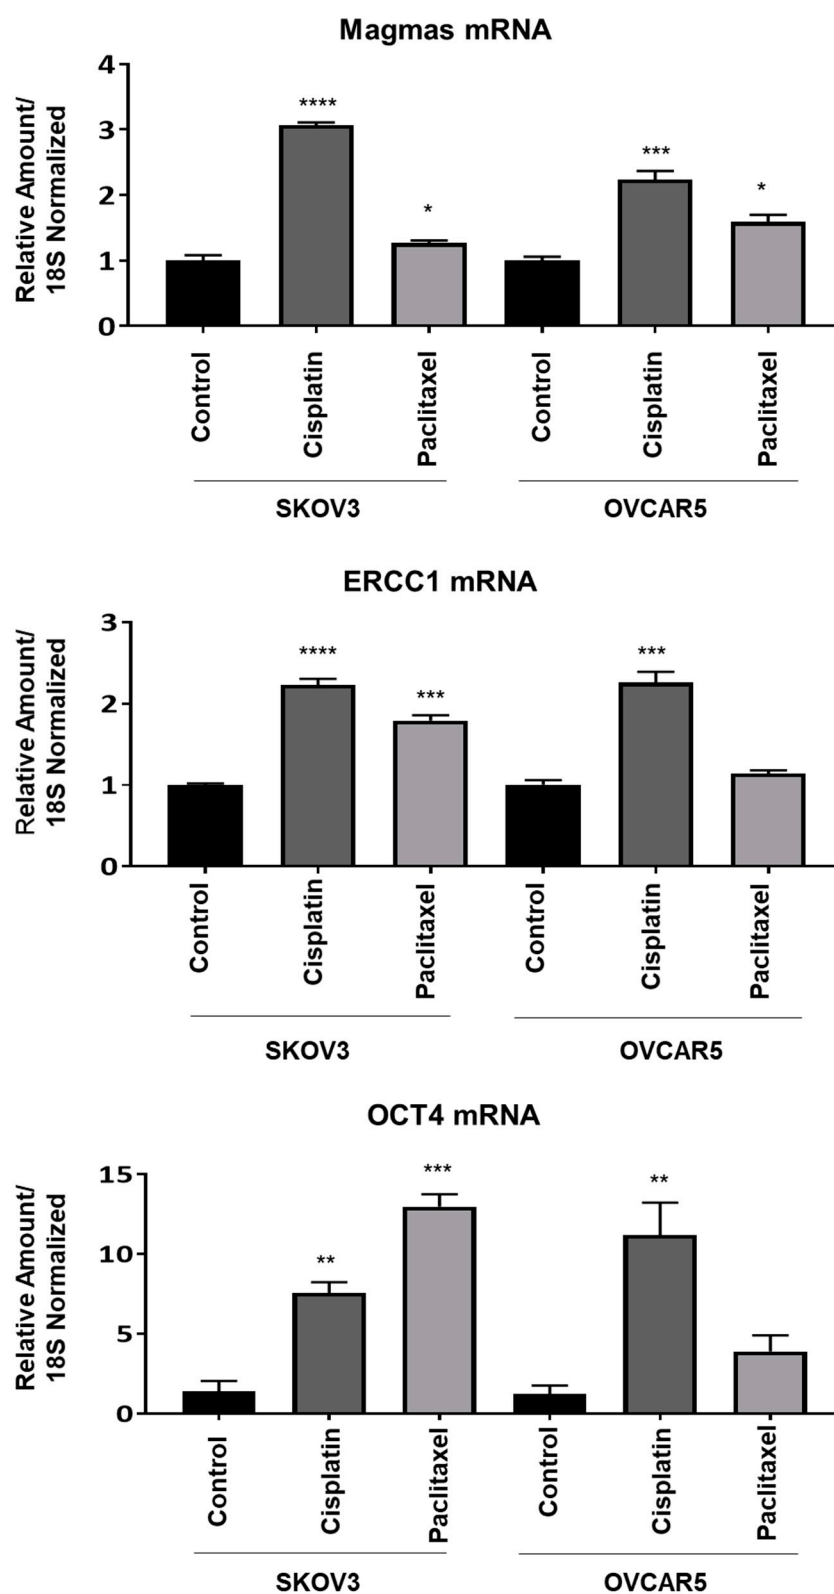 Magmas mRNA
Relative Amount/
18S Normalized
4
3
2
1
0
****
*
***
*
Control
Cisplatin
Paclitaxel
Control
Cisplatin
Paclitaxel
SKOV3
OVCAR5
ERCC1 mRNA
Relative Amount/
18S Normalized
3
2
1
0
****
***
***
Control
Cisplatin
Paclitaxel
Control
Cisplatin
Paclitaxel
SKOV3
OVCAR5
OCT4 mRNA
Relative Amount/
18S Normalized
15
10
5
0
**
***
**
Control
Cisplatin
Paclitaxel
Control
Cisplatin
Paclitaxel
SKOV3
OVCAR5